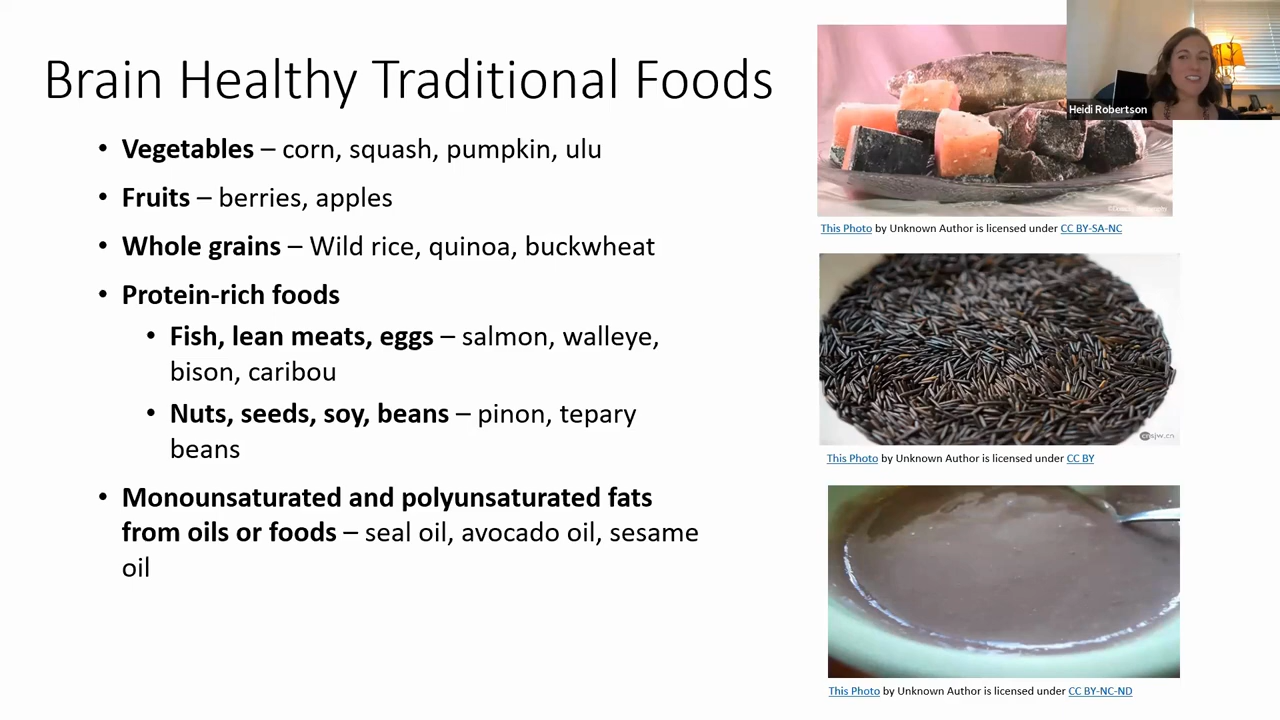 Brain Healthy Traditional Foods
• Vegetables – corn, squash, pumpkin, ulu
• Fruits – berries, apples
• Whole grains – Wild rice, quinoa, buckwheat
• Protein-rich foods
• Fish, lean meats, eggs – salmon, walleye,
bison, caribou
• Nuts, seeds, soy, beans – pinon, tepary
beans
• Monounsaturated and polyunsaturated fats
from oils or foods – seal oil, avocado oil, sesame
oil
Heidi Robertson
This Photo by Unknown Author is licensed under CC BY-SA-NC
This Photo by Unknown Author is licensed under CC BY
This Photo by Unknown Author is licensed under CC BY-NC-ND